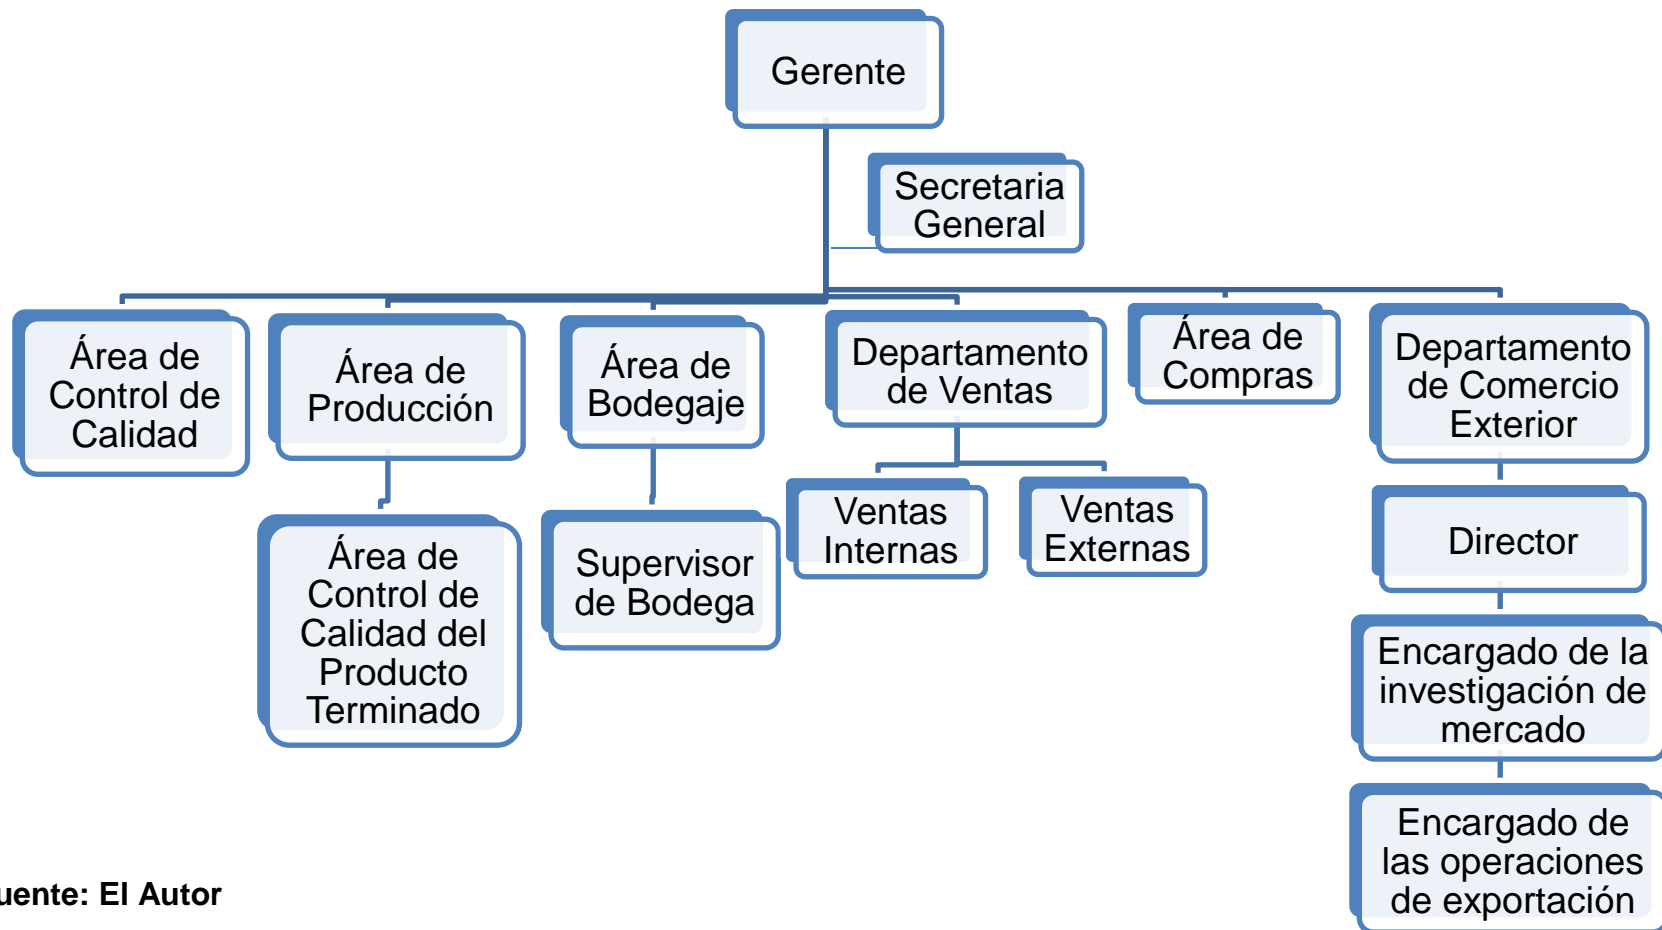 Gerente
Secretaria
General
Área de
Control de
Calidad
Área de
Producción
Área de
Bodegaje
Departamento
de Ventas
Área de
Compras
Departamento
de Comercio
Exterior
Área de
Control de
Calidad del
Producto
Terminado
Supervisor
de Bodega
Ventas
Internas
Ventas
Externas
Director
Encargado de la
investigación de
mercado
Encargado de
las operaciones
de exportación
uente: El Autor